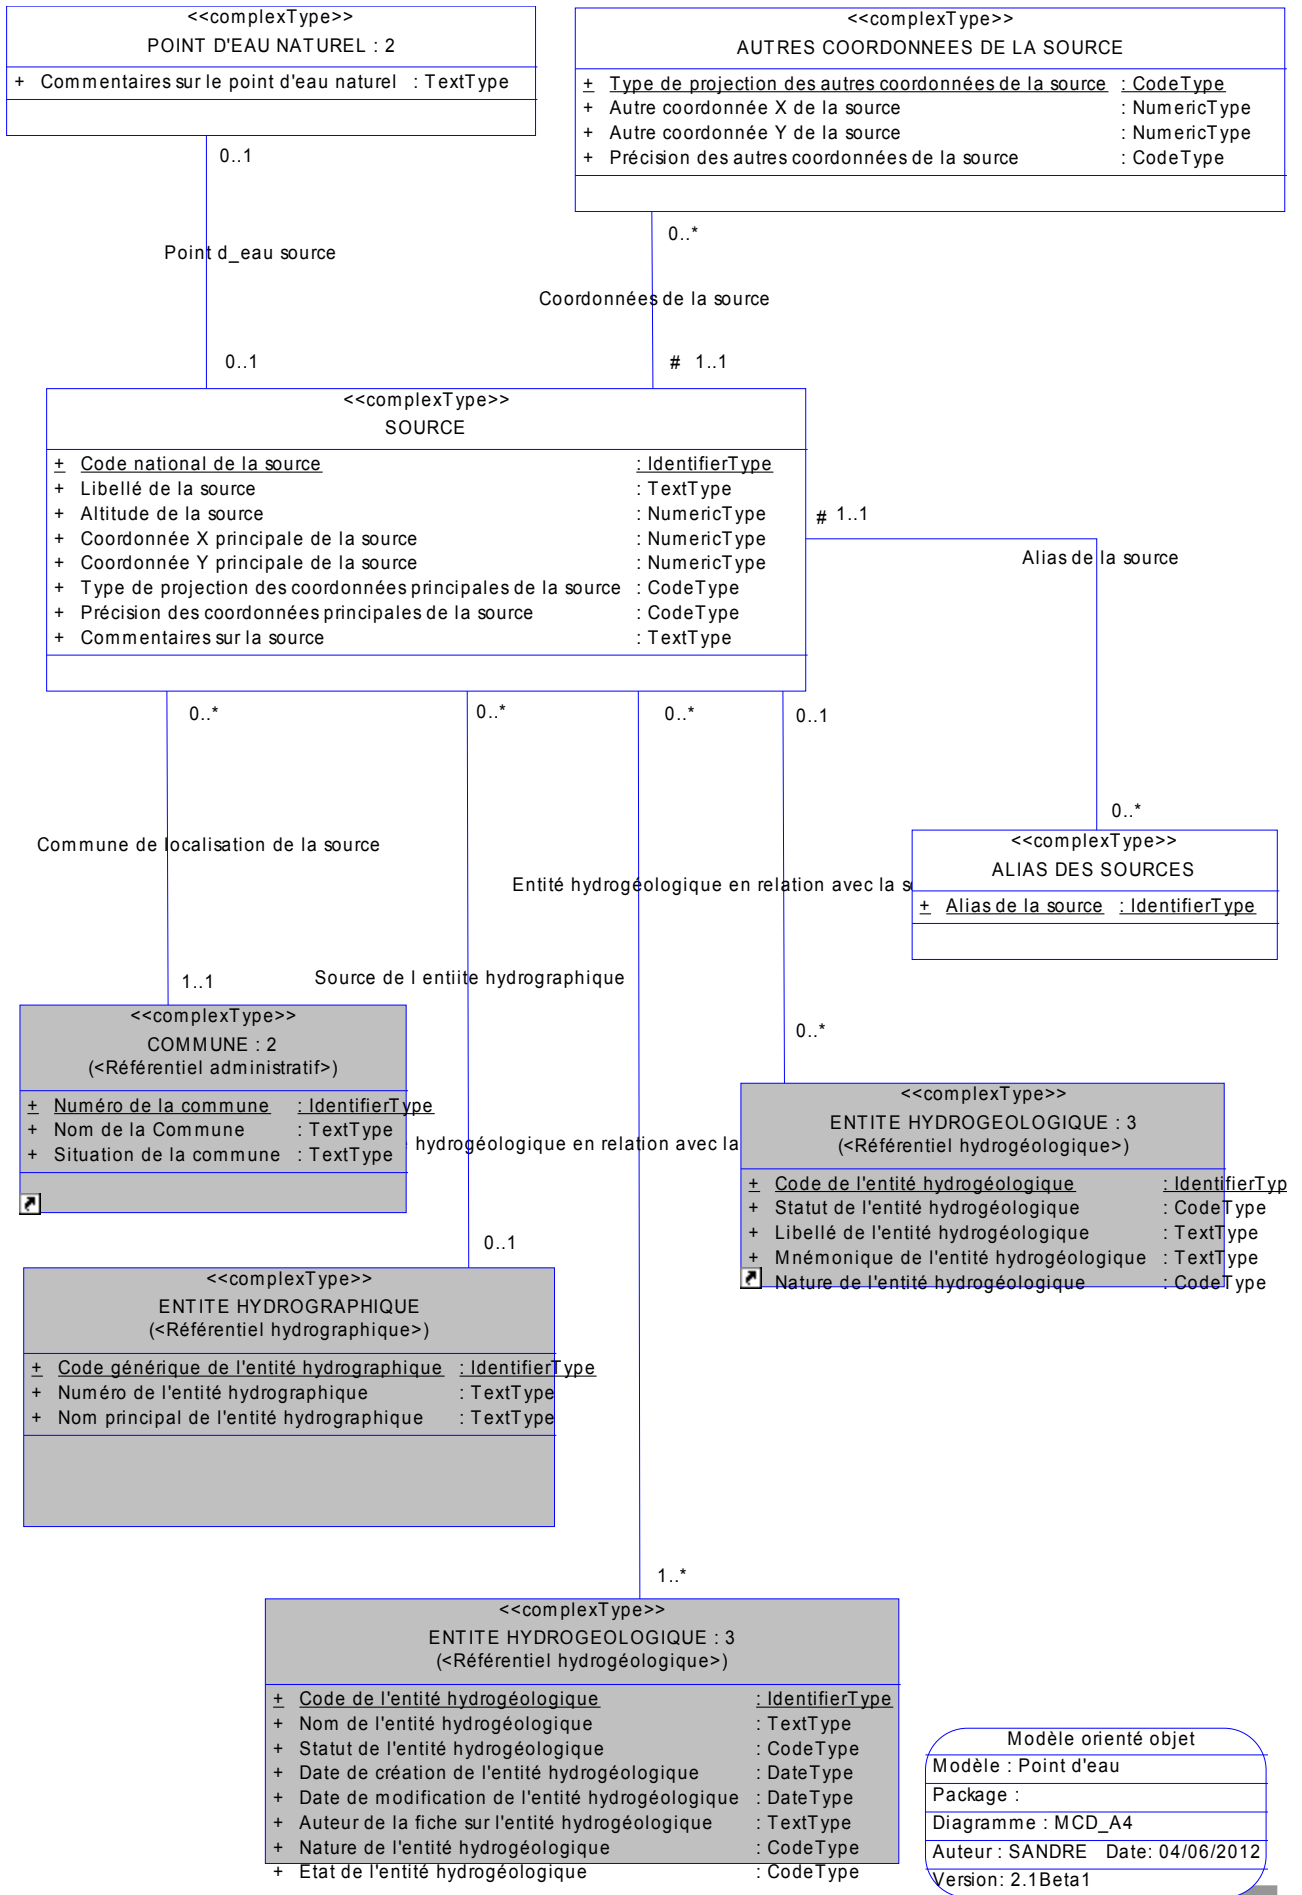 <<complexType>>
POINT D'EAU NATUREL : 2
+ Commentaires sur le point d'eau naturel : TextType
<<complexType>>
AUTRES COORDONNEES DE LA SOURCE
+ Type de projection des autres coordonnées de la source : CodeType
+ Autre coordonnée X de la source : NumericType
+ Autre coordonnée Y de la source : NumericType
+ Précision des autres coordonnées de la source : CodeType
0..1
0..*
Point d_eau source
Coordonnées de la source
0..1
# 1..1
<<complexType>>
SOURCE
+ Code national de la source : IdentifierType
+ Libellé de la source : TextType
+ Altitude de la source : NumericType
+ Coordonnée X principale de la source : NumericType
+ Coordonnée Y principale de la source : NumericType
+ Type de projection des coordonnées principales de la source : CodeType
+ Précision des coordonnées principales de la source : CodeType
+ Commentaires sur la source : TextType
# 1..1
Alias de la source
0..*
0..*
0..*
0..1
0..*
Commune de localisation de la source
<<complexType>>
ALIAS DES SOURCES
+ Alias de la source : IdentifierType
Entité hydrogéologique en relation avec la s
Source de l entiite hydrographique
1..1
<<complexType>>
COMMUNE : 2
(<Référentiel administratif>)
+ Numéro de la commune : IdentifierType
+ Nom de la Commune : TextType
+ Situation de la commune : TextType
0..*
hydrogéologique en relation avec la
<<complexType>>
ENTITE HYDROGEOLOGIQUE : 3
(<Référentiel hydrogéologique>)
+ Code de l'entité hydrogéologique : IdentifierTyp
+ Statut de l'entité hydrogéologique : CodeType
+ Libellé de l'entité hydrogéologique : TextType
+ Mnémonique de l'entité hydrogéologique : TextType
Nature de l'entité hydrogéologique : CodeType
0..1
<<complexType>>
ENTITE HYDROGRAPHIQUE
(<Référentiel hydrographique>)
+ Code générique de l'entité hydrographique : IdentifierType
+ Numéro de l'entité hydrographique : TextType
+ Nom principal de l'entité hydrographique : TextType
1..*
<<complexType>>
ENTITE HYDROGEOLOGIQUE : 3
(<Référentiel hydrogéologique>)
+ Code de l'entité hydrogéologique : IdentifierType
+ Nom de l'entité hydrogéologique : TextType
+ Statut de l'entité hydrogéologique : CodeType
+ Date de création de l'entité hydrogéologique : DateType
+ Date de modification de l'entité hydrogéologique : DateType
+ Auteur de la fiche sur l'entité hydrogéologique : TextType
+ Nature de l'entité hydrogéologique : CodeType
+ Etat de l'entité hydrogéologique : CodeType
Modèle orienté objet
Modèle : Point d'eau
Package :
Diagramme : MCD_A4
Auteur : SANDRE Date: 04/06/2012
Version: 2.1Beta1